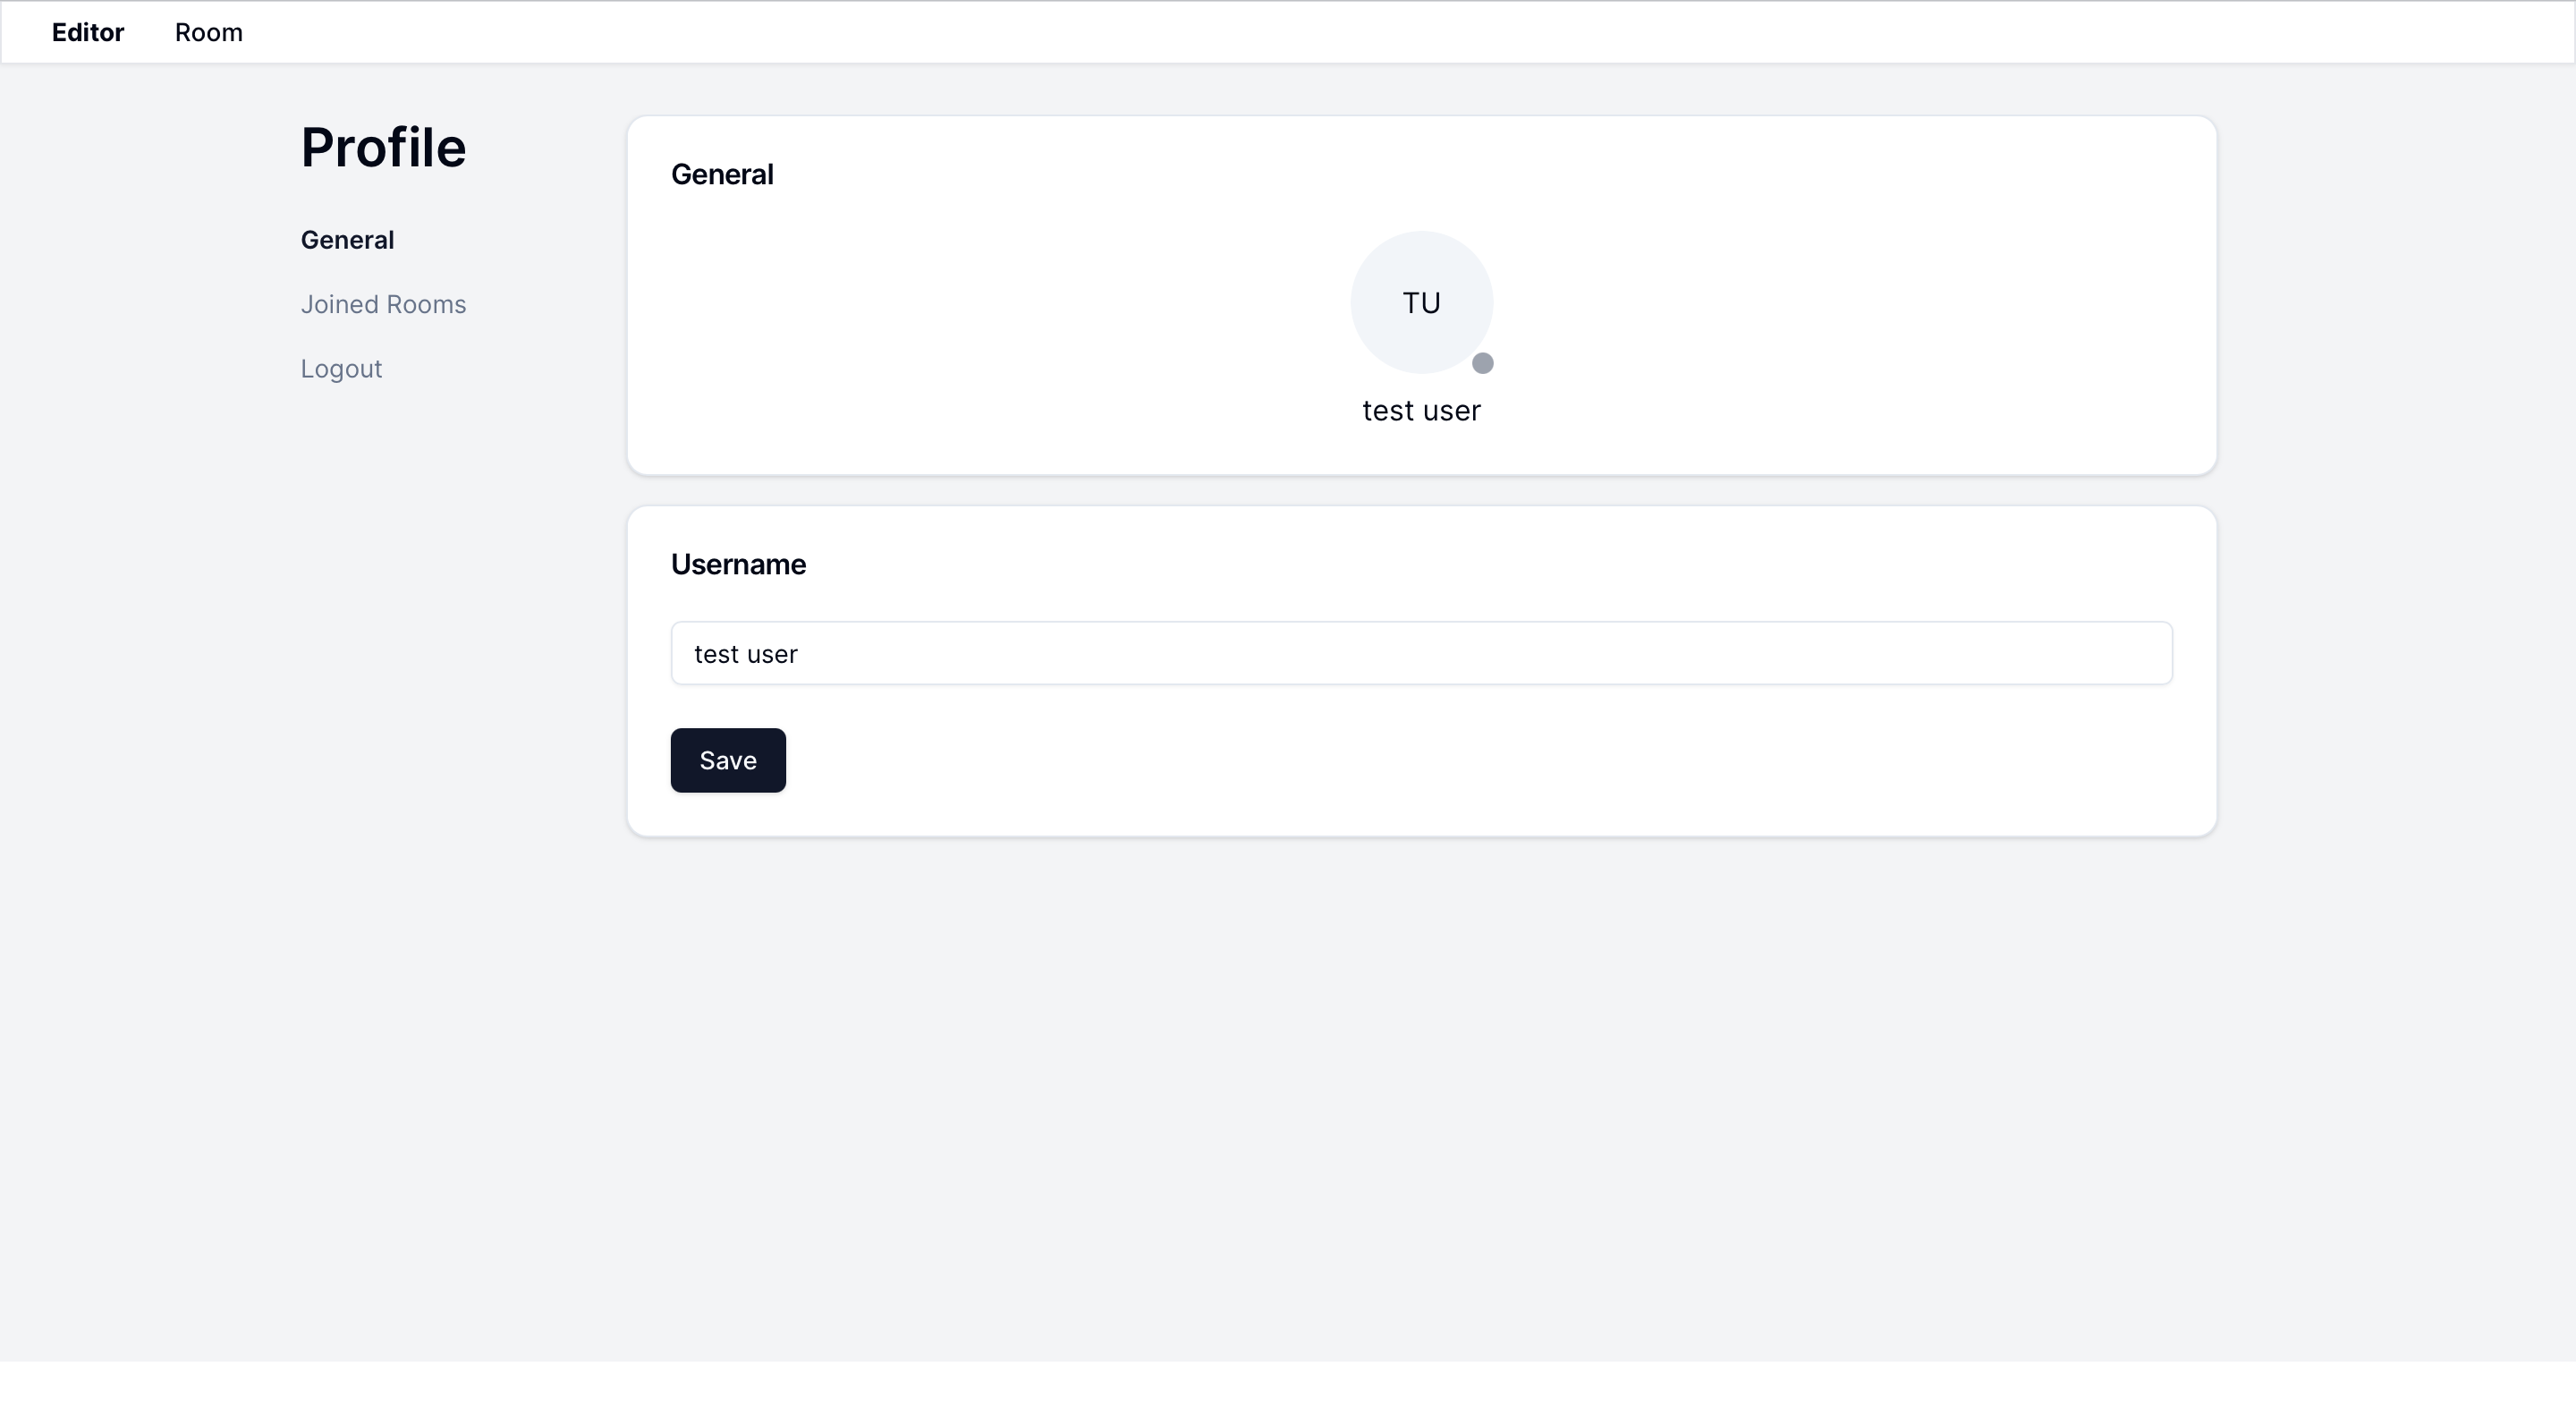 Editor Room
Profile
General
Joined Rooms
Logout
General
TU
test user
Username
test user
Save